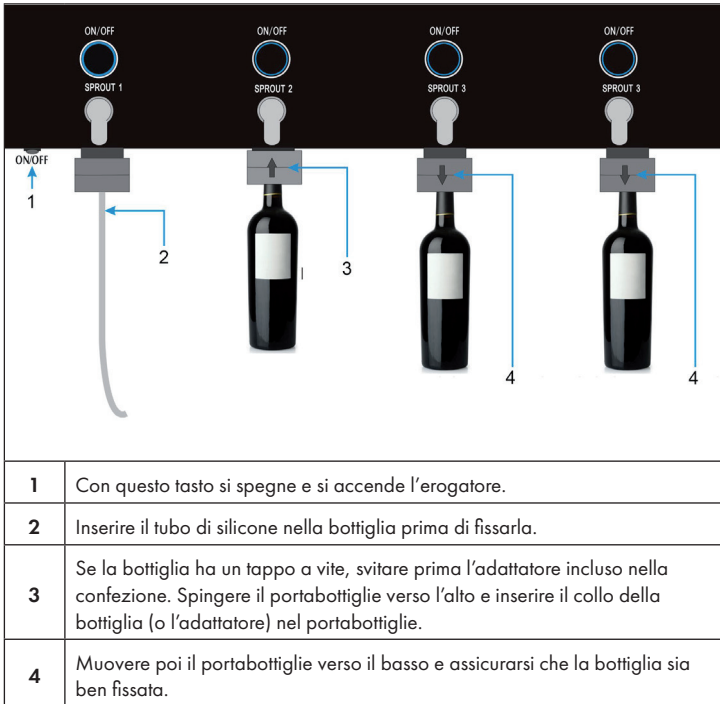 ON/OFF ON/OFF ON/OFF ON/OFF
SPROUT 1 SPROUT 2 SPROUT 3 SPROUT 3
ON/OFF
1
2
3
4
4
1 Con questo tasto si spegne e si accende l’erogatore.
2 Inserire il tubo di silicone nella bottiglia prima di fissarla.
3 Se la bottiglia ha un tappo a vite, svitare prima l’adattatore incluso nella
confezione. Spingere il portabottiglie verso l’alto e inserire il collo della
bottiglia (o l’adattatore) nel portabottiglie.
4 Muovere poi il portabottiglie verso il basso e assicurarsi che la bottiglia sia
ben fissata.